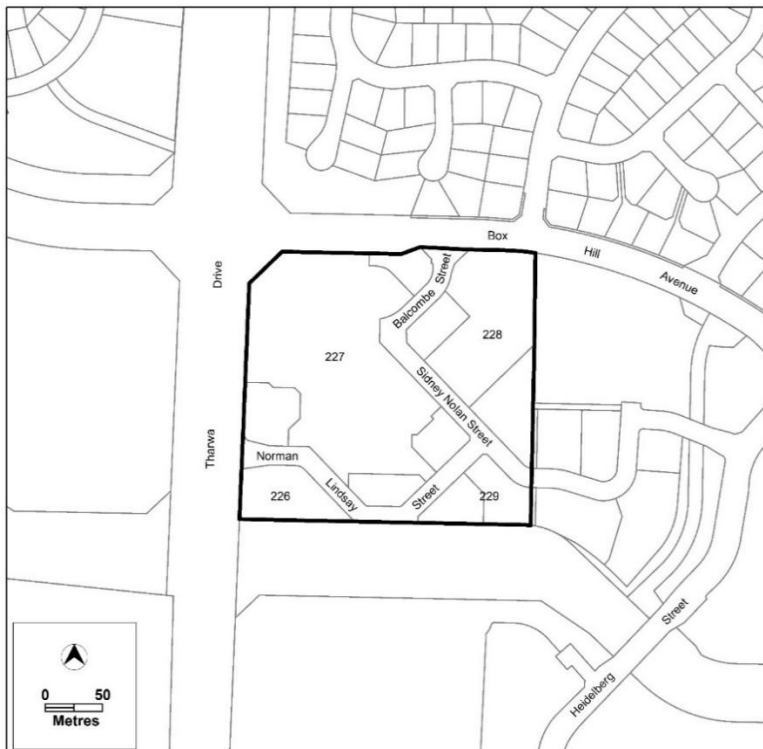 Box
Hill
Avenue
Drive
Street
Balcombe
228
227
Sidney Nolan Street
Tharwa
Norman
Lindsay
226
Street
229
Street
Heidelberg
0 50
Metres